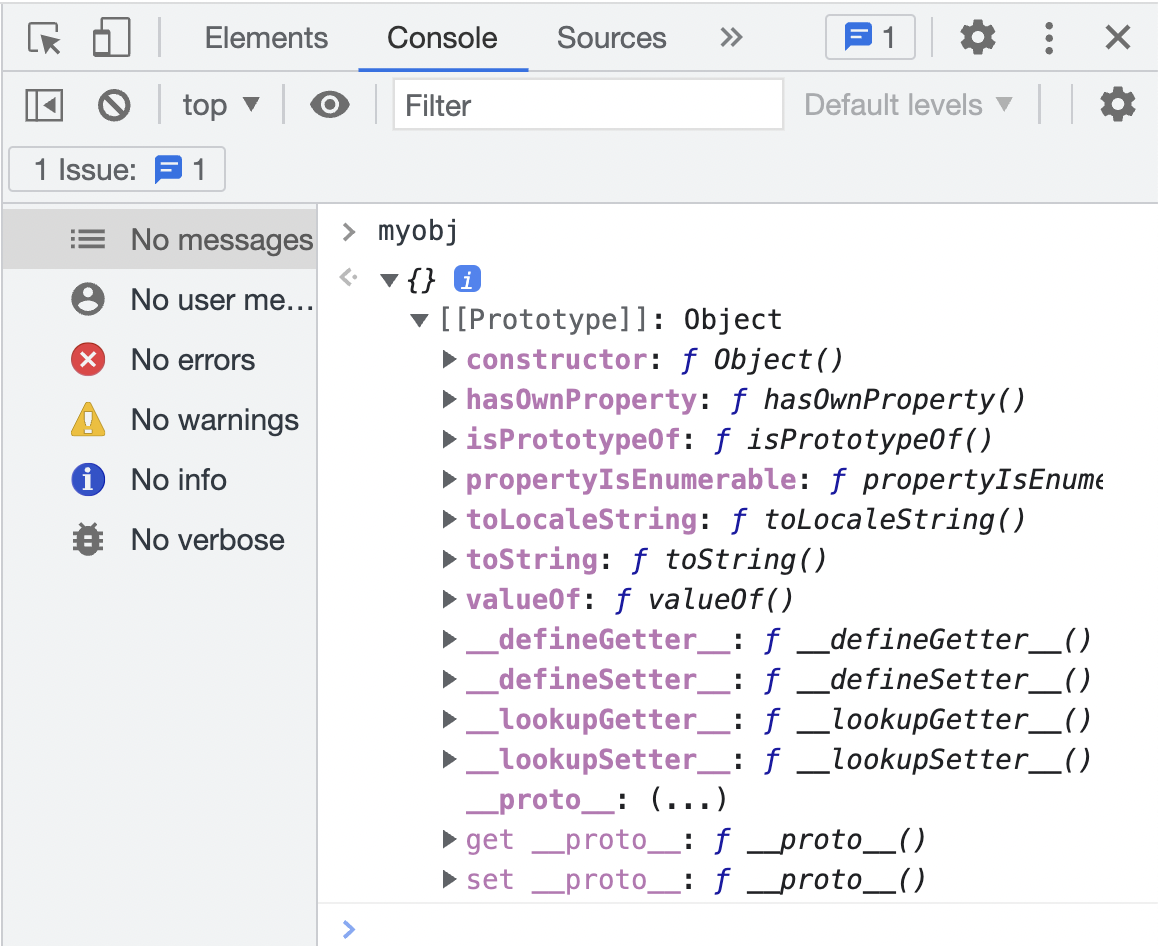 Elements Console Sources » 1
top ▼ Filter Default levels ▼
1 Issue: 1
No messages
No user me…
No errors
No warnings
No info
No verbose
> myobj
▼ {} i
▼ [[Prototype]]: Object
▶ constructor: ƒ Object()
▶ hasOwnProperty: ƒ hasOwnProperty()
▶ isPrototypeOf: ƒ isPrototypeOf()
▶ propertyIsEnumerable: ƒ propertyIsEnume
▶ toLocaleString: ƒ toLocaleString()
▶ toString: ƒ toString()
▶ valueOf: ƒ valueOf()
▶ __defineGetter__: ƒ __defineGetter__()
▶ __defineSetter__: ƒ __defineSetter__()
▶ __lookupGetter__: ƒ __lookupGetter__()
▶ __lookupSetter__: ƒ __lookupSetter__()
__proto__: (...)
▶ get __proto__: ƒ __proto__()
▶ set __proto__: ƒ __proto__()
>